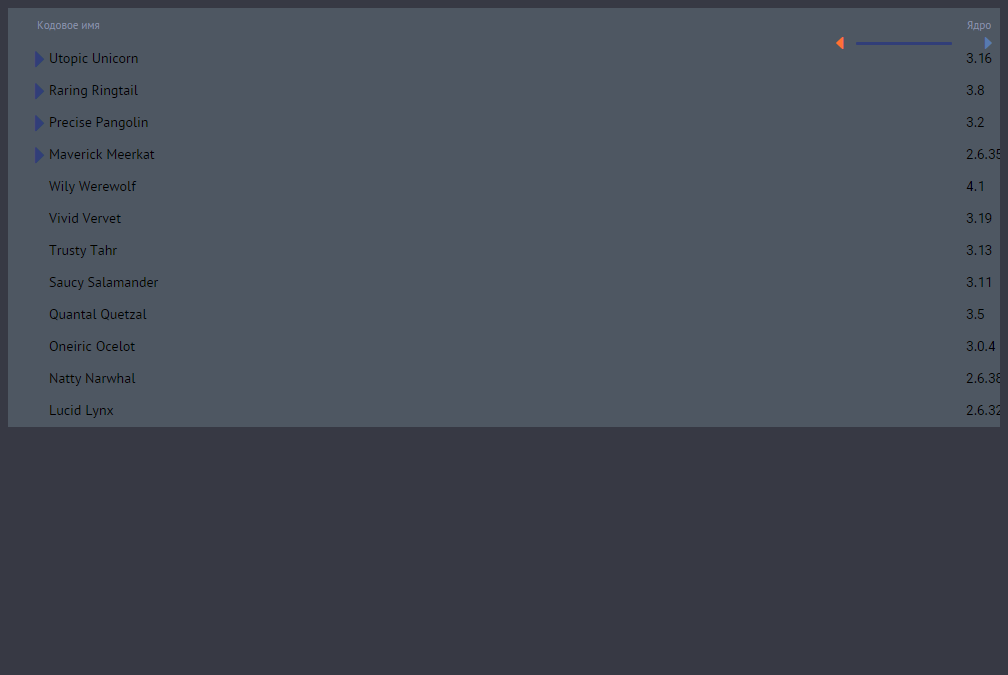 Кодовое имя Ядро
Utopic Unicorn 3.16
Raring Ringtail 3.8
Precise Pangolin 3.2
Maverick Meerkat 2.6.35
Wily Werewolf 4.1
Vivid Vervet 3.19
Trusty Tahr 3.13
Saucy Salamander 3.11
Quantal Quetzal 3.5
Oneiric Ocelot 3.0.4
Natty Narwhal 2.6.38
Lucid Lynx 2.6.32